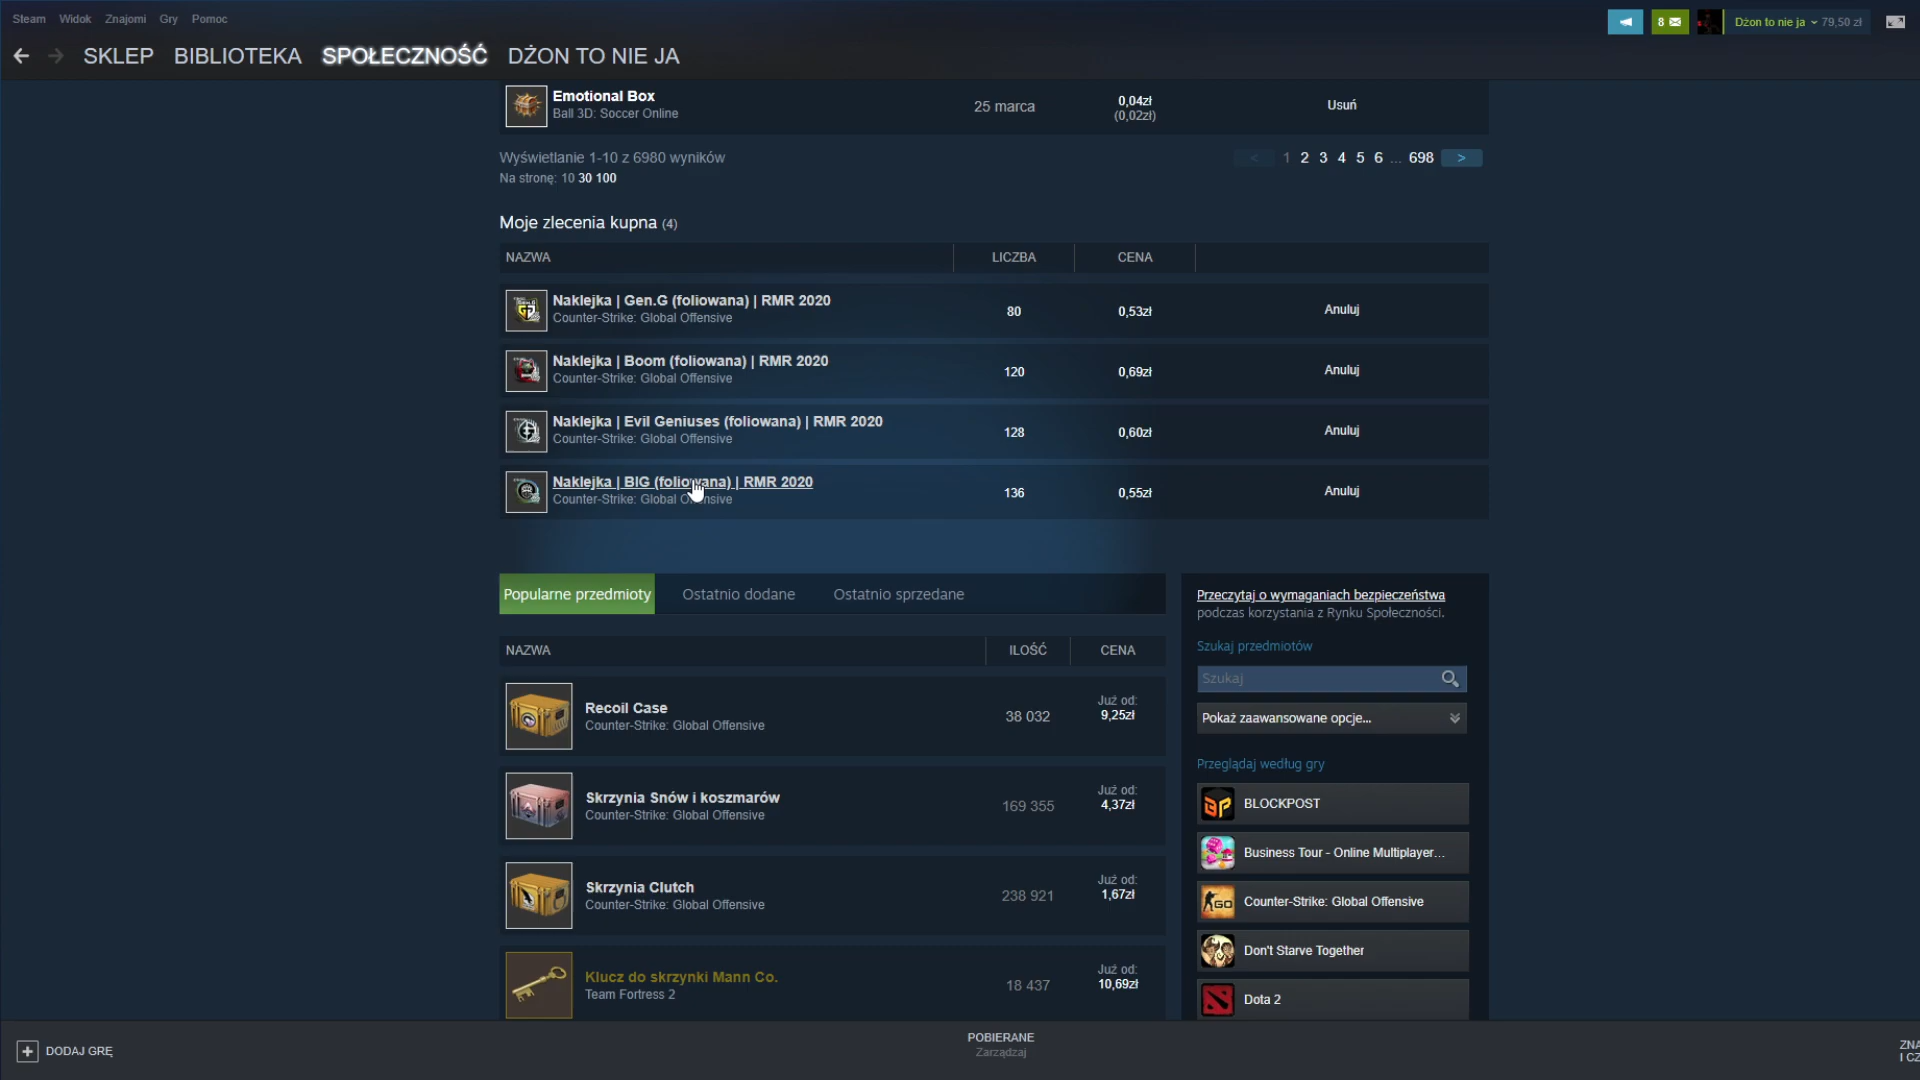 Steam Widok Znajomi Gry Pomoc
8 Dżon to nie ja 79,50 zł
SKLEP BIBLIOTEKA SPOŁECZNOŚĆ DŻON TO NIE JA
Emotional Box
Ball 3D: Soccer Online
25 marca
0,04zł
(0,02zł)
Usuń
Wyświetlanie 1-10 z 6980 wyników
< 1 2 3 4 5 6 ... 698 >
Na stronę: 10 30 100
Moje zlecenia kupna (4)
NAZWA LICZBA CENA
Naklejka | Gen.G (foliowana) | RMR 2020
Counter-Strike: Global Offensive
80 0,53zł Anuluj
Naklejka | Boom (foliowana) | RMR 2020
Counter-Strike: Global Offensive
120 0,69zł Anuluj
Naklejka | Evil Geniuses (foliowana) | RMR 2020
Counter-Strike: Global Offensive
128 0,60zł Anuluj
Naklejka | BIG (foliowana) | RMR 2020
Counter-Strike: Global Offensive
136 0,55zł Anuluj
Popularne przedmioty Ostatnio dodane Ostatnio sprzedane
NAZWA ILOŚĆ CENA
Recoil Case
Counter-Strike: Global Offensive
38 032
Już od:
9,25zł
Skrzynia Snów i koszmarów
Counter-Strike: Global Offensive
169 355
Już od:
4,37zł
Skrzynia Clutch
Counter-Strike: Global Offensive
238 921
Już od:
1,67zł
Klucz do skrzynki Mann Co.
Team Fortress 2
18 437
Już od:
10,69zł
Przeczytaj o wymaganiach bezpieczeństwa
podczas korzystania z Rynku Społeczności.
Szukaj przedmiotów
Szukaj
Pokaż zaawansowane opcje...
Przeglądaj według gry
BLOCKPOST
Business Tour - Online Multiplayer...
Counter-Strike: Global Offensive
Don't Starve Together
Dota 2
DODAJ GRĘ
POBIERANE
Zarządzaj
ZNA
I CZ